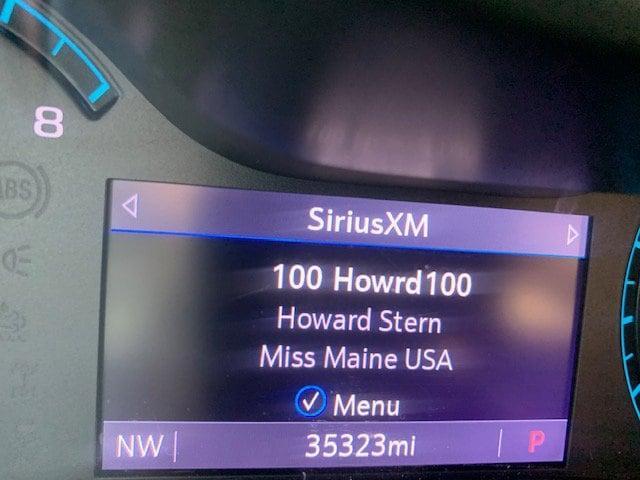 8
ABS
SiriusXM
100 Howrd100
Howard Stern
Miss Maine USA
Menu
NW 35323mi P